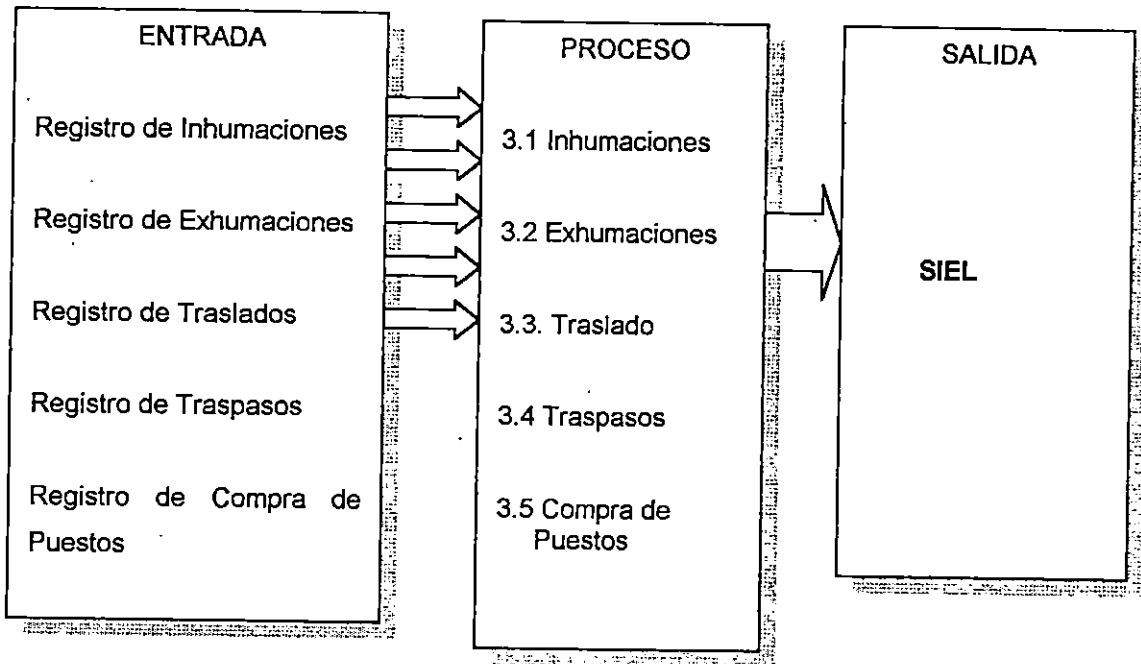 ENTRADA
Registro de Inhumaciones
Registro de Exhumaciones
Registro de Traslados
Registro de Traspasos
Registro de Compra de
Puestos
PROCESO
3.1 Inhumaciones
3.2 Exhumaciones
3.3. Traslado
3.4 Traspasos
3.5 Compra de
Puestos
SALIDA
SIEL